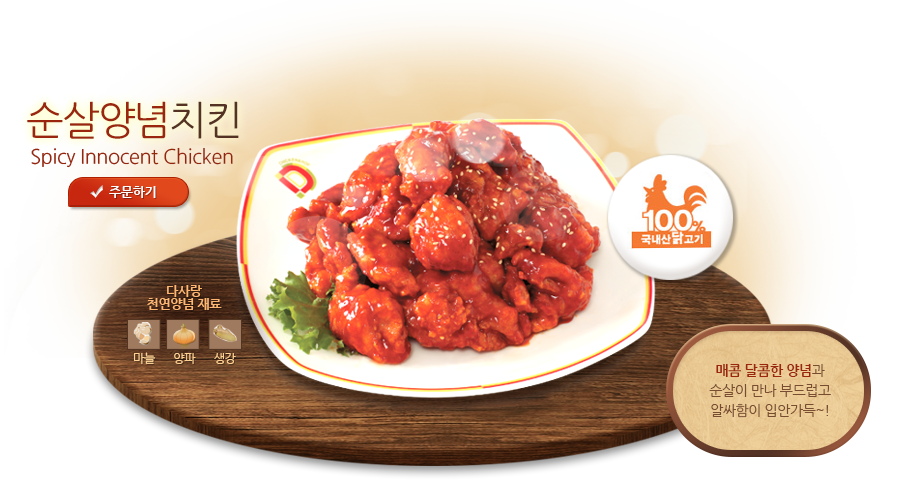 순살양념치킨
Spicy Innocent Chicken
주문하기
D
100%
국내산 닭고기
다사랑
천연양념 재료
마늘 양파 생강
매콤 달콤한 양념과
순살이 만나 부드럽고
알싸함이 입안가득~!